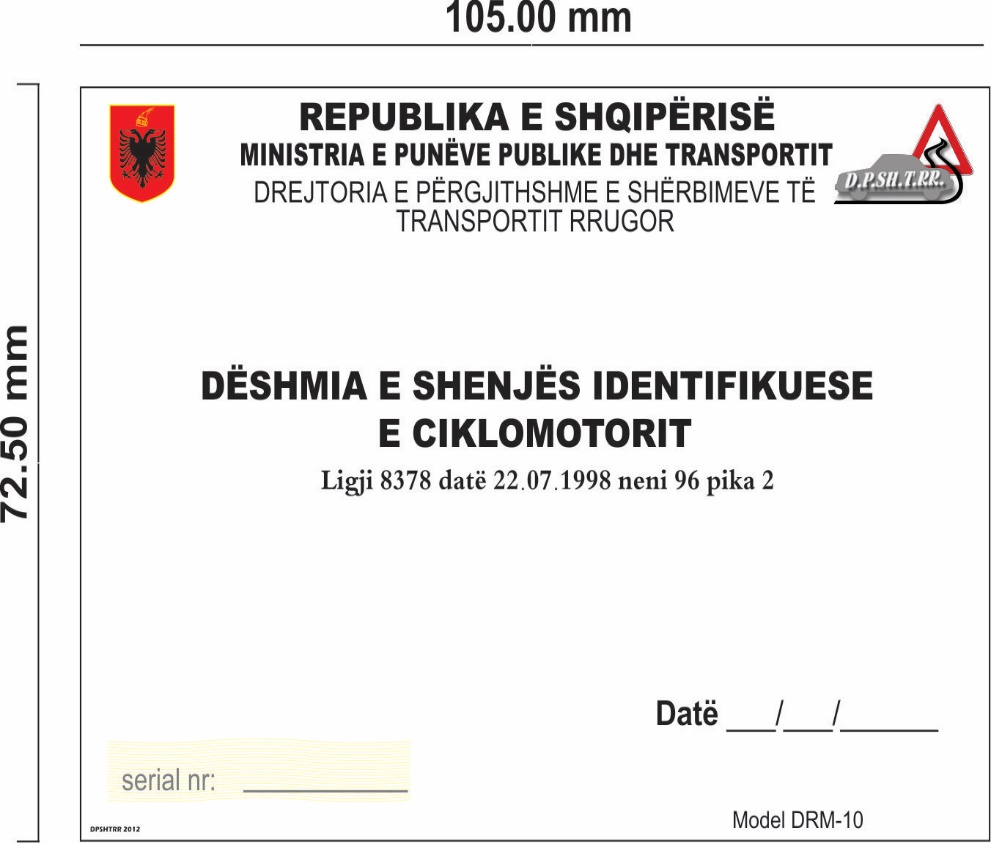 105.00 mm
72.50 mm
REPUBLIKA E SHQIPËRISË
MINISTRIA E PUNËVE PUBLIKE DHE TRANSPORTIT
DREJTORIA E PËRGJITHSHME E SHËRBIMEVE TË
TRANSPORTIT RRUGOR
D.P.SH.T.RR.
DËSHMIA E SHENJËS IDENTIFIKUESE
E CIKLOMOTORIT
Ligji 8378 datë 22.07.1998 neni 96 pika 2
Datë ___/___/______
serial nr: __________
DPSHTRR 2012
Model DRM-10